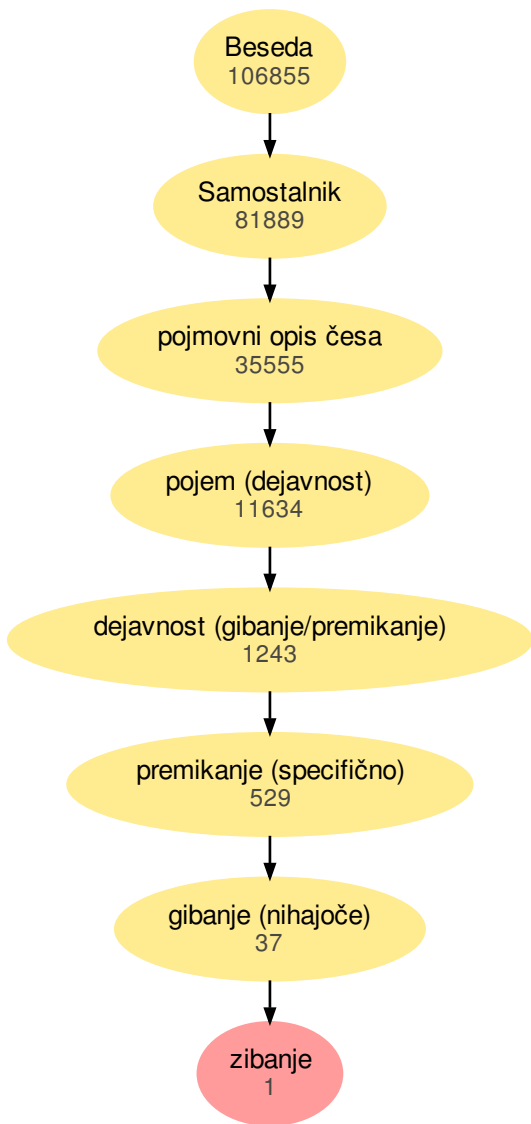 Beseda
106855
Samostalnik
81889
pojmovni opis česa
35555
pojem (dejavnost)
11634
dejavnost (gibanje/premikanje)
1243
premikanje (specifično)
529
gibanje (nihajoče)
37
zibanje
1